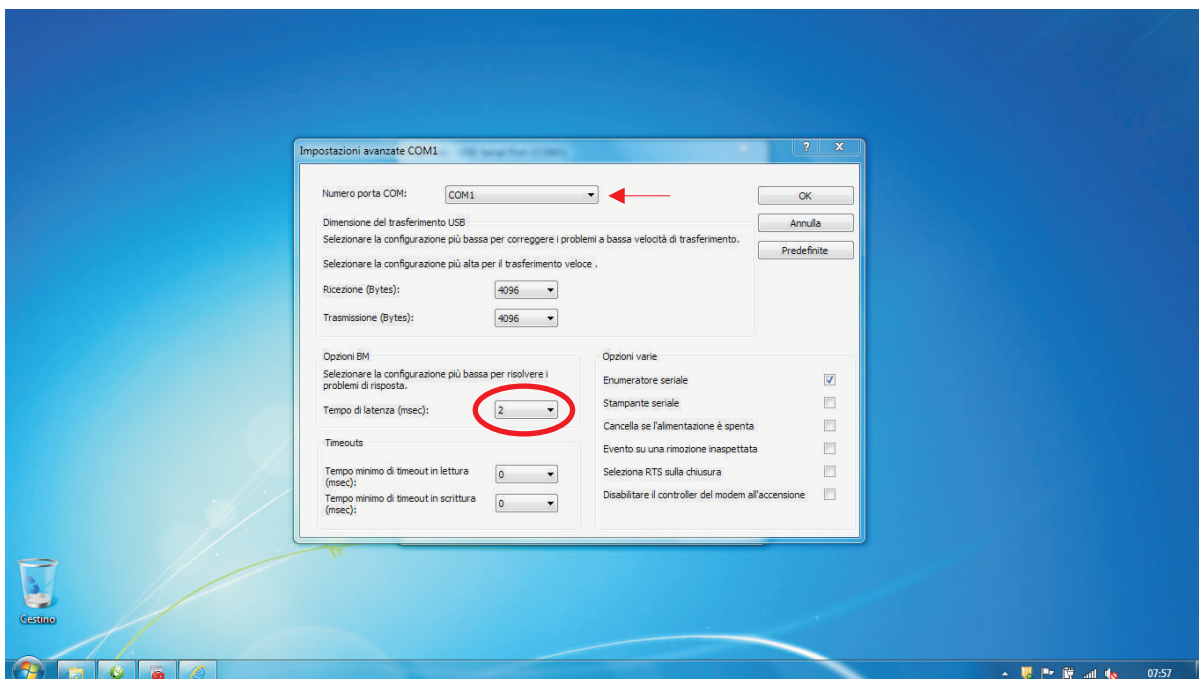 Impostazioni avanzate COM1
? X
Numero porta COM:
COM1
OK
Dimensione del trasferimento USB
Annulla
Selezionare la configurazione più bassa per correggere i problemi a bassa velocità di trasferimento.
Predefinite
Selezionare la configurazione più alta per il trasferimento veloce .
Ricezione (Bytes):
4096
Trasmissione (Bytes):
4096
Opzioni BM
Selezionare la configurazione più bassa per risolvere i
problemi di risposta.
Tempo di latenza (msec):
2
Timeouts
Tempo minimo di timeout in lettura
(msec):
0
Tempo minimo di timeout in scrittura
(msec):
0
Opzioni varie
Enumeratore seriale
Stampante seriale
Cancella se l'alimentazione è spenta
Evento su una rimozione inaspettata
Seleziona RTS sulla chiusura
Disabilitare il controller del modem all'accensione
Cestino
07:57